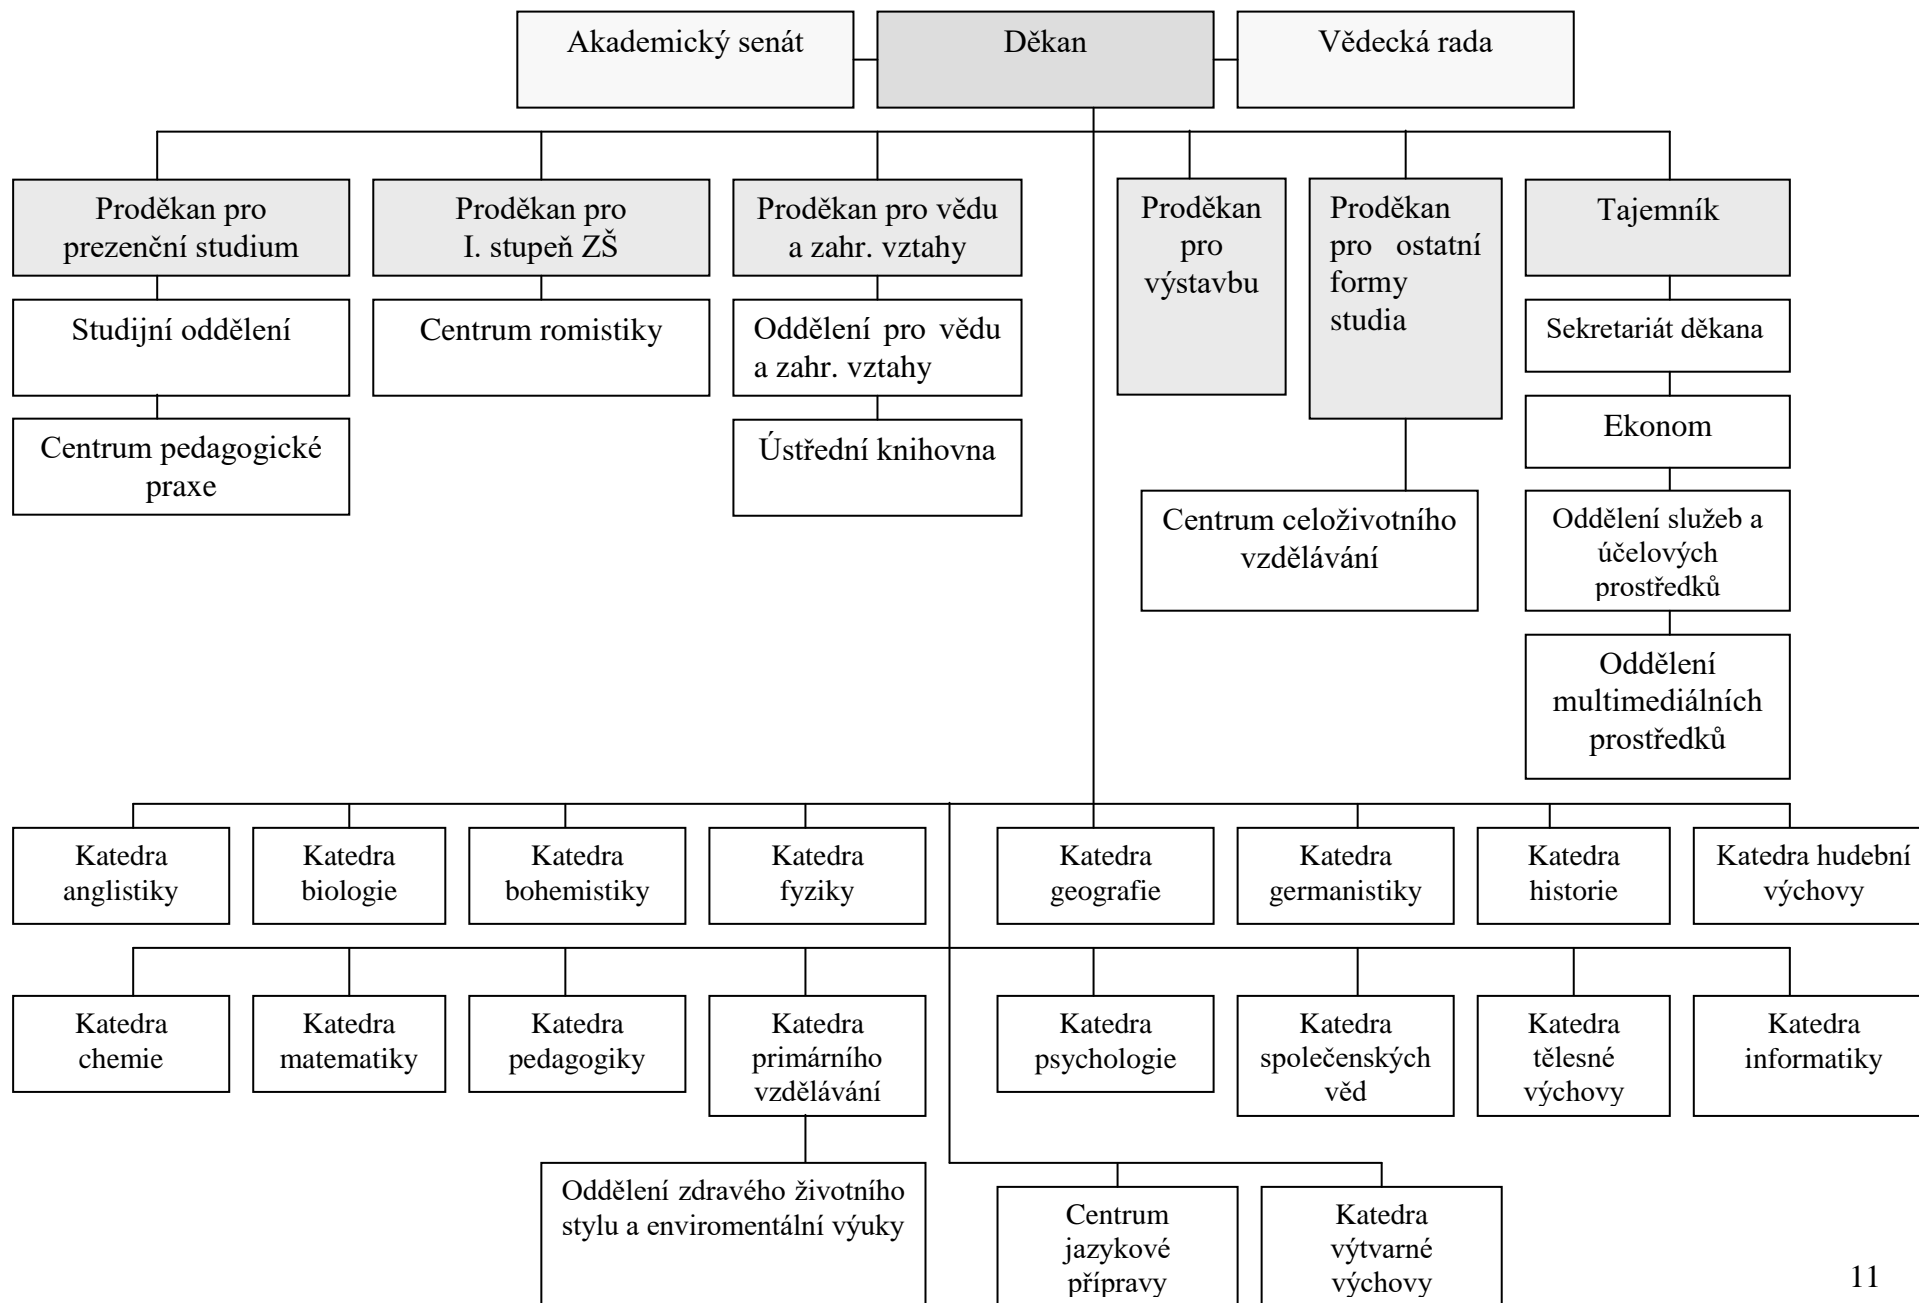 Akademický senát
Děkan
Vědecká rada
Proděkan pro
prezenční studium
Proděkan pro
I. stupeň ZŠ
Proděkan pro vědu
a zahr. vztahy
Proděkan
pro
výstavbu
Proděkan
pro ostatní
formy
studia
Tajemník
Studijní oddělení
Centrum romistiky
Oddělení pro vědu
a zahr. vztahy
Sekretariát děkana
Centrum pedagogické
praxe
Ústřední knihovna
Ekonom
Centrum celoživotního
vzdělávání
Oddělení služeb a
účelových
prostředků
Oddělení
multimediálních
prostředků
Katedra
anglistiky
Katedra
biologie
Katedra
bohemistiky
Katedra
fyziky
Katedra
geografie
Katedra
germanistiky
Katedra
historie
Katedra hudební
výchovy
Katedra
chemie
Katedra
matematiky
Katedra
pedagogiky
Katedra
primárního
vzdělávání
Katedra
psychologie
Katedra
společenských
věd
Katedra
tělesné
výchovy
Katedra
informatiky
Oddělení zdravého životního
stylu a enviromentální výuky
Centrum
jazykové
přípravy
Katedra
výtvarné
výchovy
11